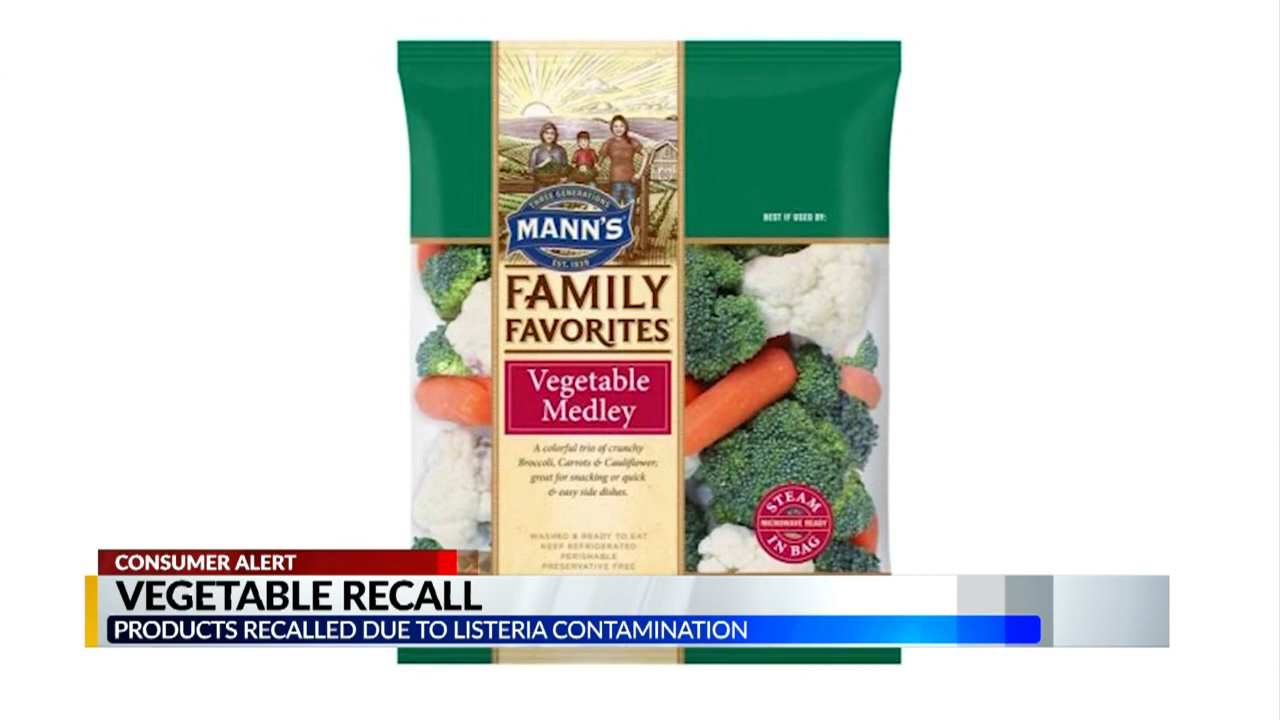 BEST IF USED BY:
THREE GENERATIONS
MANN'S
EST. 1939
FAMILY
FAVORITES
Vegetable
Medley
A colorful trio of crunchy
Broccoli, Carrots & Cauliflower;
great for snacking or quick
& easy side dishes.
STEAM
MICROWAVE READY
IN BAG
WASHED & READY TO EAT
KEEP REFRIGERATED
PERISHABLE
PRESERVATIVE FREE
CONSUMER ALERT
VEGETABLE RECALL
PRODUCTS RECALLED DUE TO LISTERIA CONTAMINATION